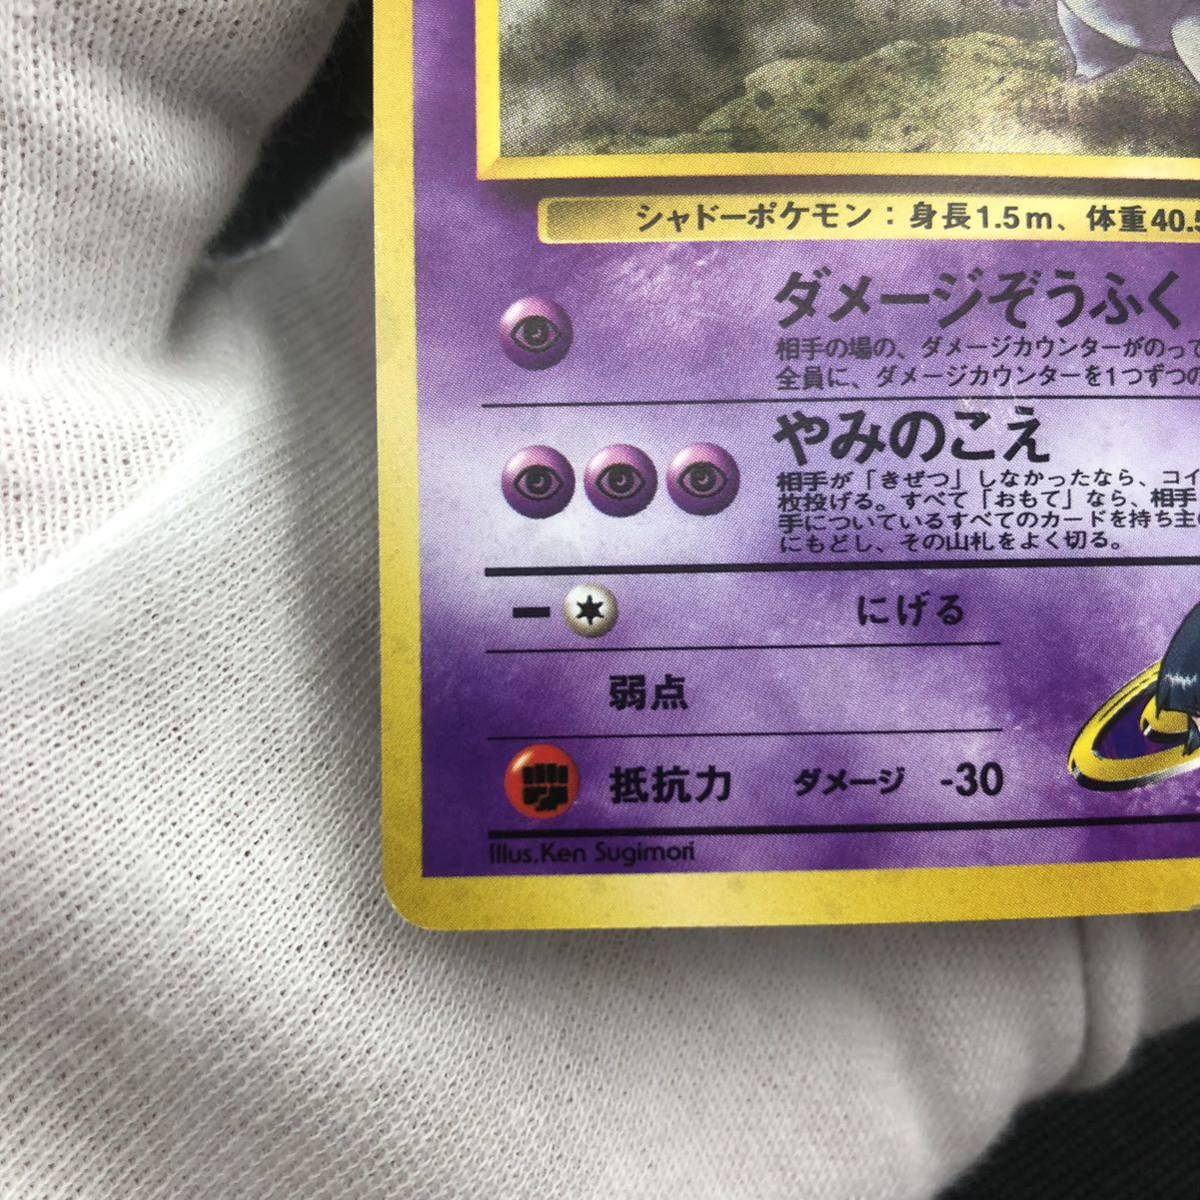 シャドーポケモン：身長1.5m、体重40.5
ダメージぞうふく
相手の場の、ダメージカウンターがのって
全員に、ダメージカウンターを1つずつの
やみのこえ
相手が「きぜつ」しなかったなら、コイ
枚投げる。すべて「おもて」なら、相手
手についているすべてのカードを持ち主
にもどし、その山札をよく切る。
にげる
弱点
抵抗力 ダメージ -30
Illus. Ken Sugimori